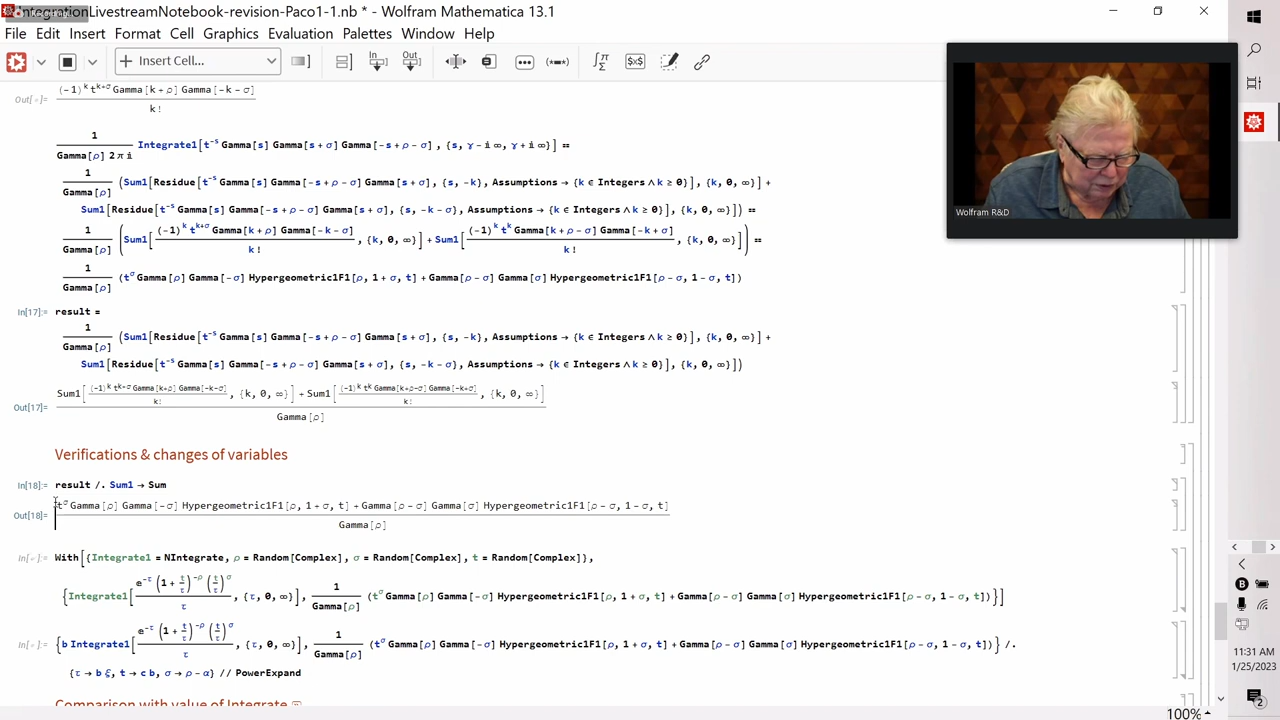 IntegrationLivestreamNotebook-revision-Paco1-1.nb * - Wolfram Mathematica 13.1
File Edit Insert Format Cell Graphics Evaluation Palettes Window Help
Insert Cell... In[·] Out[·]
Out[◦]= ((-1)^k t^(k+σ) Gamma[k + ρ] Gamma[-k - σ])/k!
1/(Gamma[ρ] 2 π i) Integrate1[t^-s Gamma[s] Gamma[s + σ] Gamma[-s + ρ - σ] , {s, γ - i ∞, γ + i ∞}] ==
1/Gamma[ρ] (Sum1[Residue[t^-s Gamma[s] Gamma[-s + ρ - σ] Gamma[s + σ], {s, -k}, Assumptions → {k ∈ Integers ∧ k ≥ 0}], {k, 0, ∞}] +
Sum1[Residue[t^-s Gamma[s] Gamma[-s + ρ - σ] Gamma[s + σ], {s, -k - σ}, Assumptions → {k ∈ Integers ∧ k ≥ 0}], {k, 0, ∞}]) ==
1/Gamma[ρ] (Sum1[((-1)^k t^(k+σ) Gamma[k + ρ] Gamma[-k - σ])/k!, {k, 0, ∞}] + Sum1[((-1)^k t^k Gamma[k + ρ - σ] Gamma[-k + σ])/k!, {k, 0, ∞}]) ==
1/Gamma[ρ] (t^σ Gamma[ρ] Gamma[-σ] Hypergeometric1F1[ρ, 1 + σ, t] + Gamma[ρ - σ] Gamma[σ] Hypergeometric1F1[ρ - σ, 1 - σ, t])
In[17]:= result =
1/Gamma[ρ] (Sum1[Residue[t^-s Gamma[s] Gamma[-s + ρ - σ] Gamma[s + σ], {s, -k}, Assumptions → {k ∈ Integers ∧ k ≥ 0}], {k, 0, ∞}] +
Sum1[Residue[t^-s Gamma[s] Gamma[-s + ρ - σ] Gamma[s + σ], {s, -k - σ}, Assumptions → {k ∈ Integers ∧ k ≥ 0}], {k, 0, ∞}])
Out[17]= (Sum1[((-1)^k t^(k+σ) Gamma[k+ρ] Gamma[-k-σ])/k!, {k, 0, ∞}] + Sum1[((-1)^k t^k Gamma[k+ρ-σ] Gamma[-k+σ])/k!, {k, 0, ∞}])/Gamma[ρ]
Verifications & changes of variables
In[18]:= result /. Sum1 → Sum
Out[18]= (t^σ Gamma[ρ] Gamma[-σ] Hypergeometric1F1[ρ, 1 + σ, t] + Gamma[ρ - σ] Gamma[σ] Hypergeometric1F1[ρ - σ, 1 - σ, t])/Gamma[ρ]
In[◦]:= With[{Integrate1 = NIntegrate, ρ = Random[Complex], σ = Random[Complex], t = Random[Complex]},
{Integrate1[(e^-τ (1 + t/τ)^-ρ (t/τ)^σ)/τ, {τ, 0, ∞}], 1/Gamma[ρ] (t^σ Gamma[ρ] Gamma[-σ] Hypergeometric1F1[ρ, 1 + σ, t] + Gamma[ρ - σ] Gamma[σ] Hypergeometric1F1[ρ - σ, 1 - σ, t])}]
In[◦]:= {b Integrate1[(e^-τ (1 + t/τ)^-ρ (t/τ)^σ)/τ, {τ, 0, ∞}], 1/Gamma[ρ] (t^σ Gamma[ρ] Gamma[-σ] Hypergeometric1F1[ρ, 1 + σ, t] + Gamma[ρ - σ] Gamma[σ] Hypergeometric1F1[ρ - σ, 1 - σ, t])} /.
{τ → b ξ, t → c b, σ → ρ - α} // PowerExpand
Comparison with value of Integrate
100%
Wolfram R&D
11:31 AM
1/25/2023